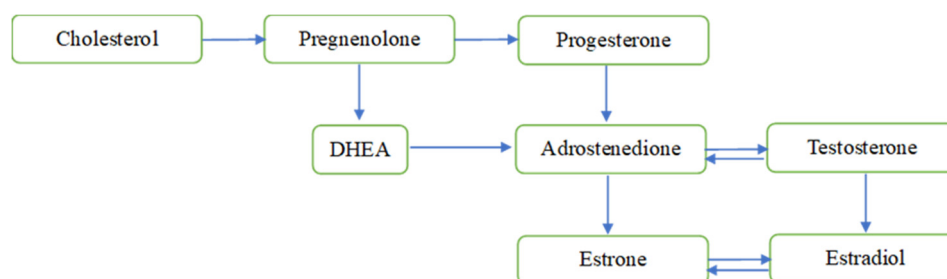 Cholesterol
Pregnenolone
Progesterone
DHEA
Adrostenedione
Testosterone
Estrone
Estradiol